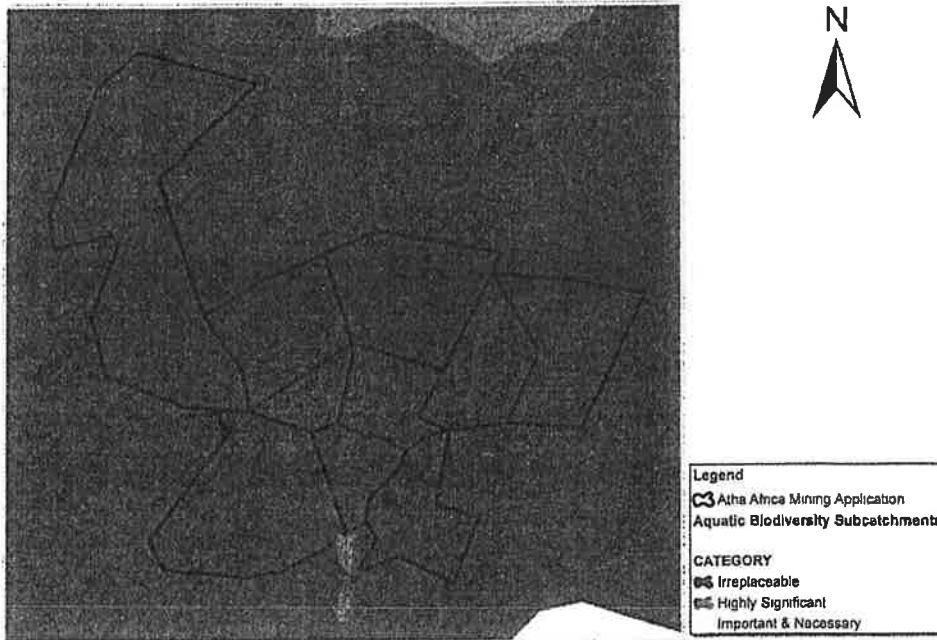 N
Legend
Atha Africa Mining Application
Aquatic Biodiversity Subcatchments
CATEGORY
Irreplaceable
Highly Significant
Important & Necessary